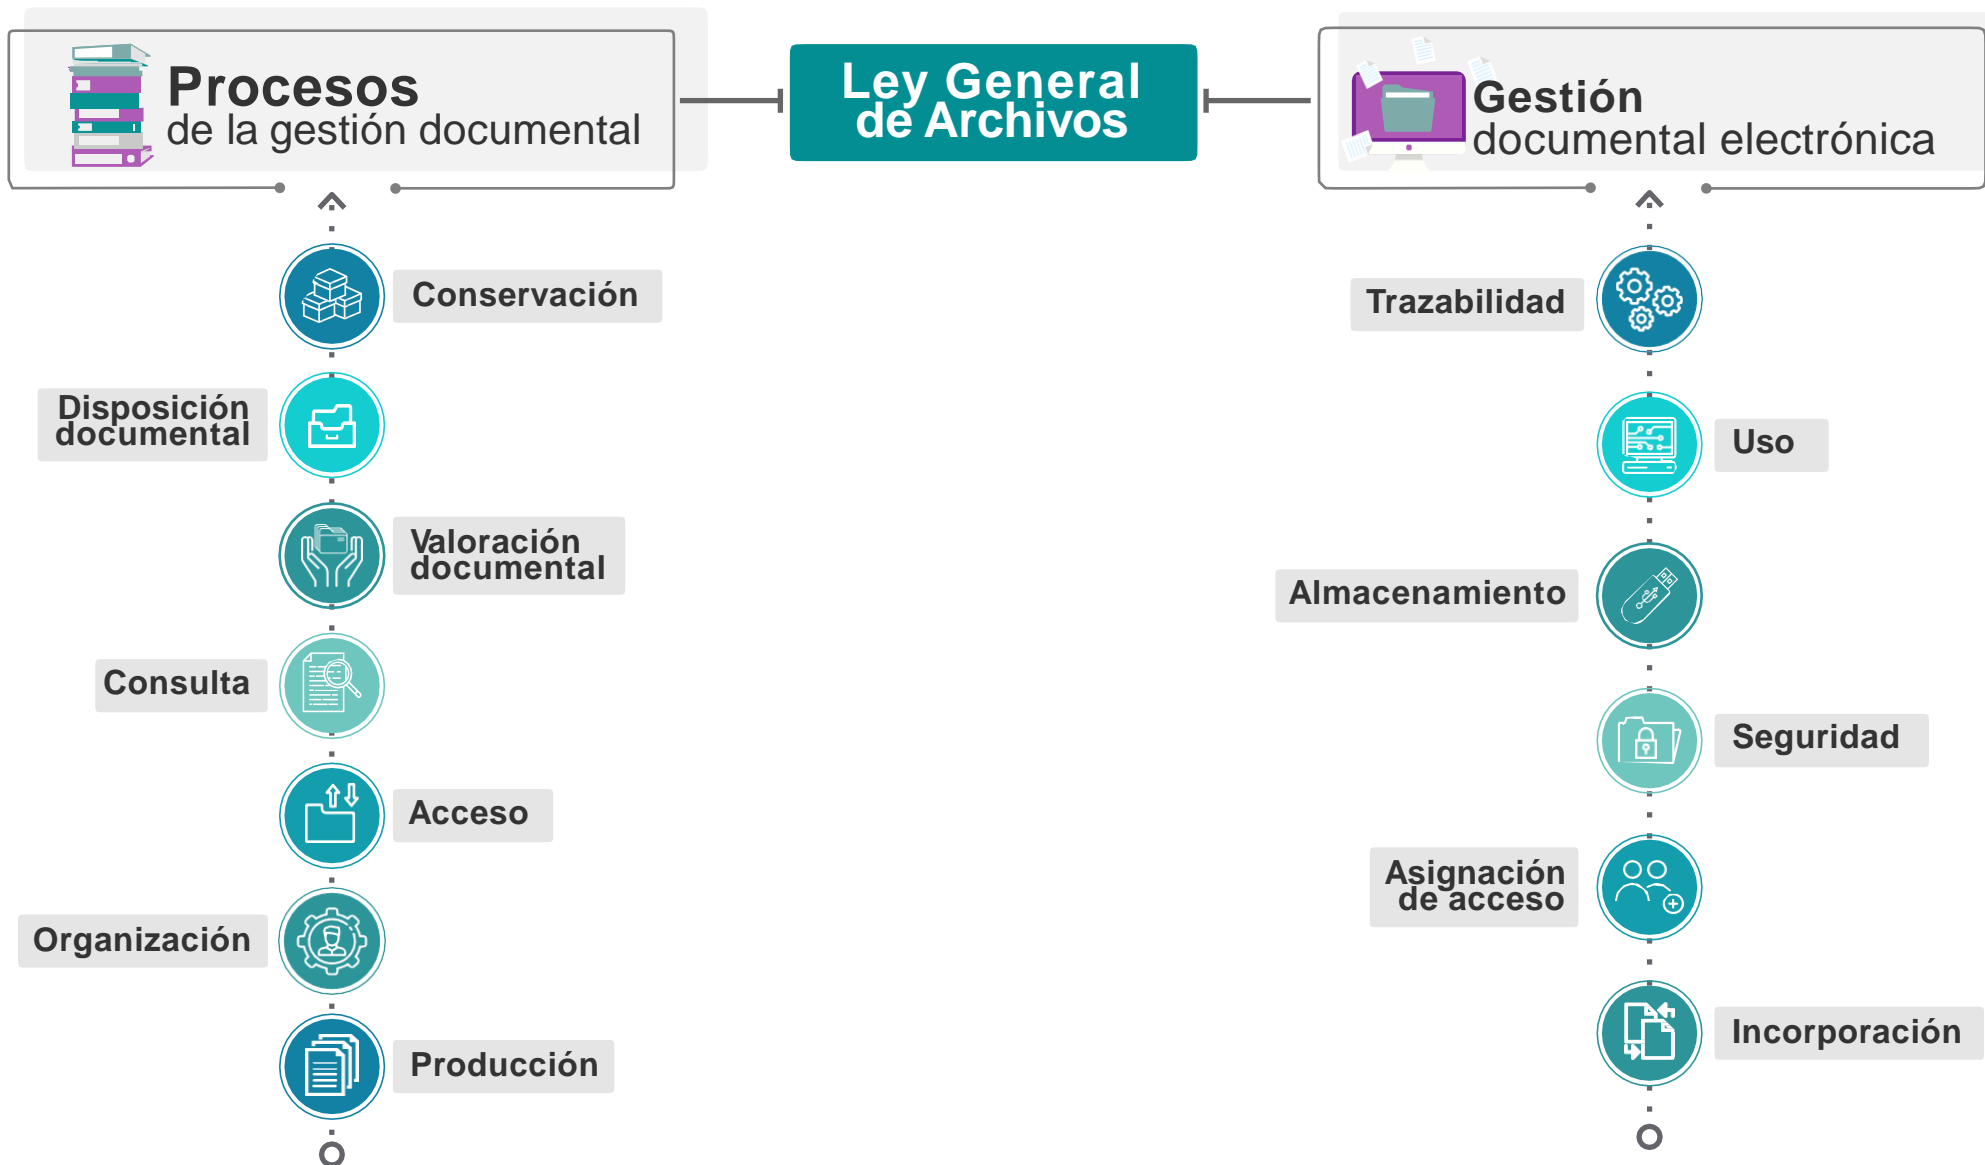 Procesos
de la gestión documental
Ley General
de Archivos
Gestión
documental electrónica
Conservación
Disposición
documental
Valoración
documental
Consulta
Acceso
Organización
Producción
Trazabilidad
Uso
Almacenamiento
Seguridad
Asignación
de acceso
Incorporación